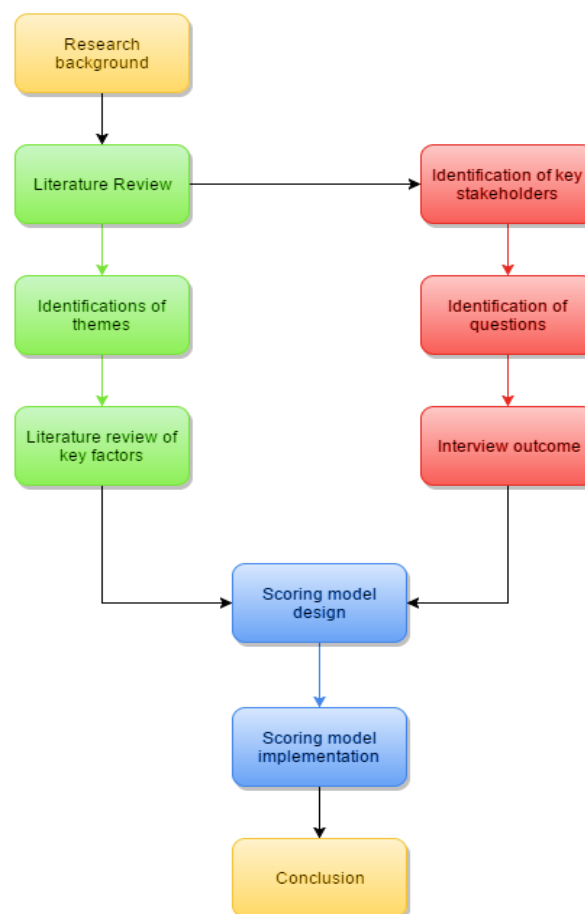 Research
background
Literature Review
Identification of key
stakeholders
Identifications of
themes
Identification of
questions
Literature review of
key factors
Interview outcome
Scoring model
design
Scoring model
implementation
Conclusion